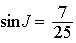 sin J = 7/25